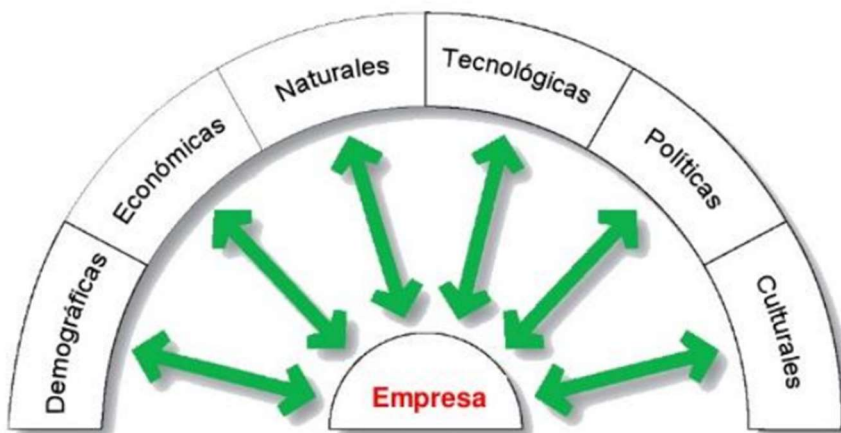 Demográficas
Económicas
Naturales
Tecnológicas
Políticas
Culturales
Empresa